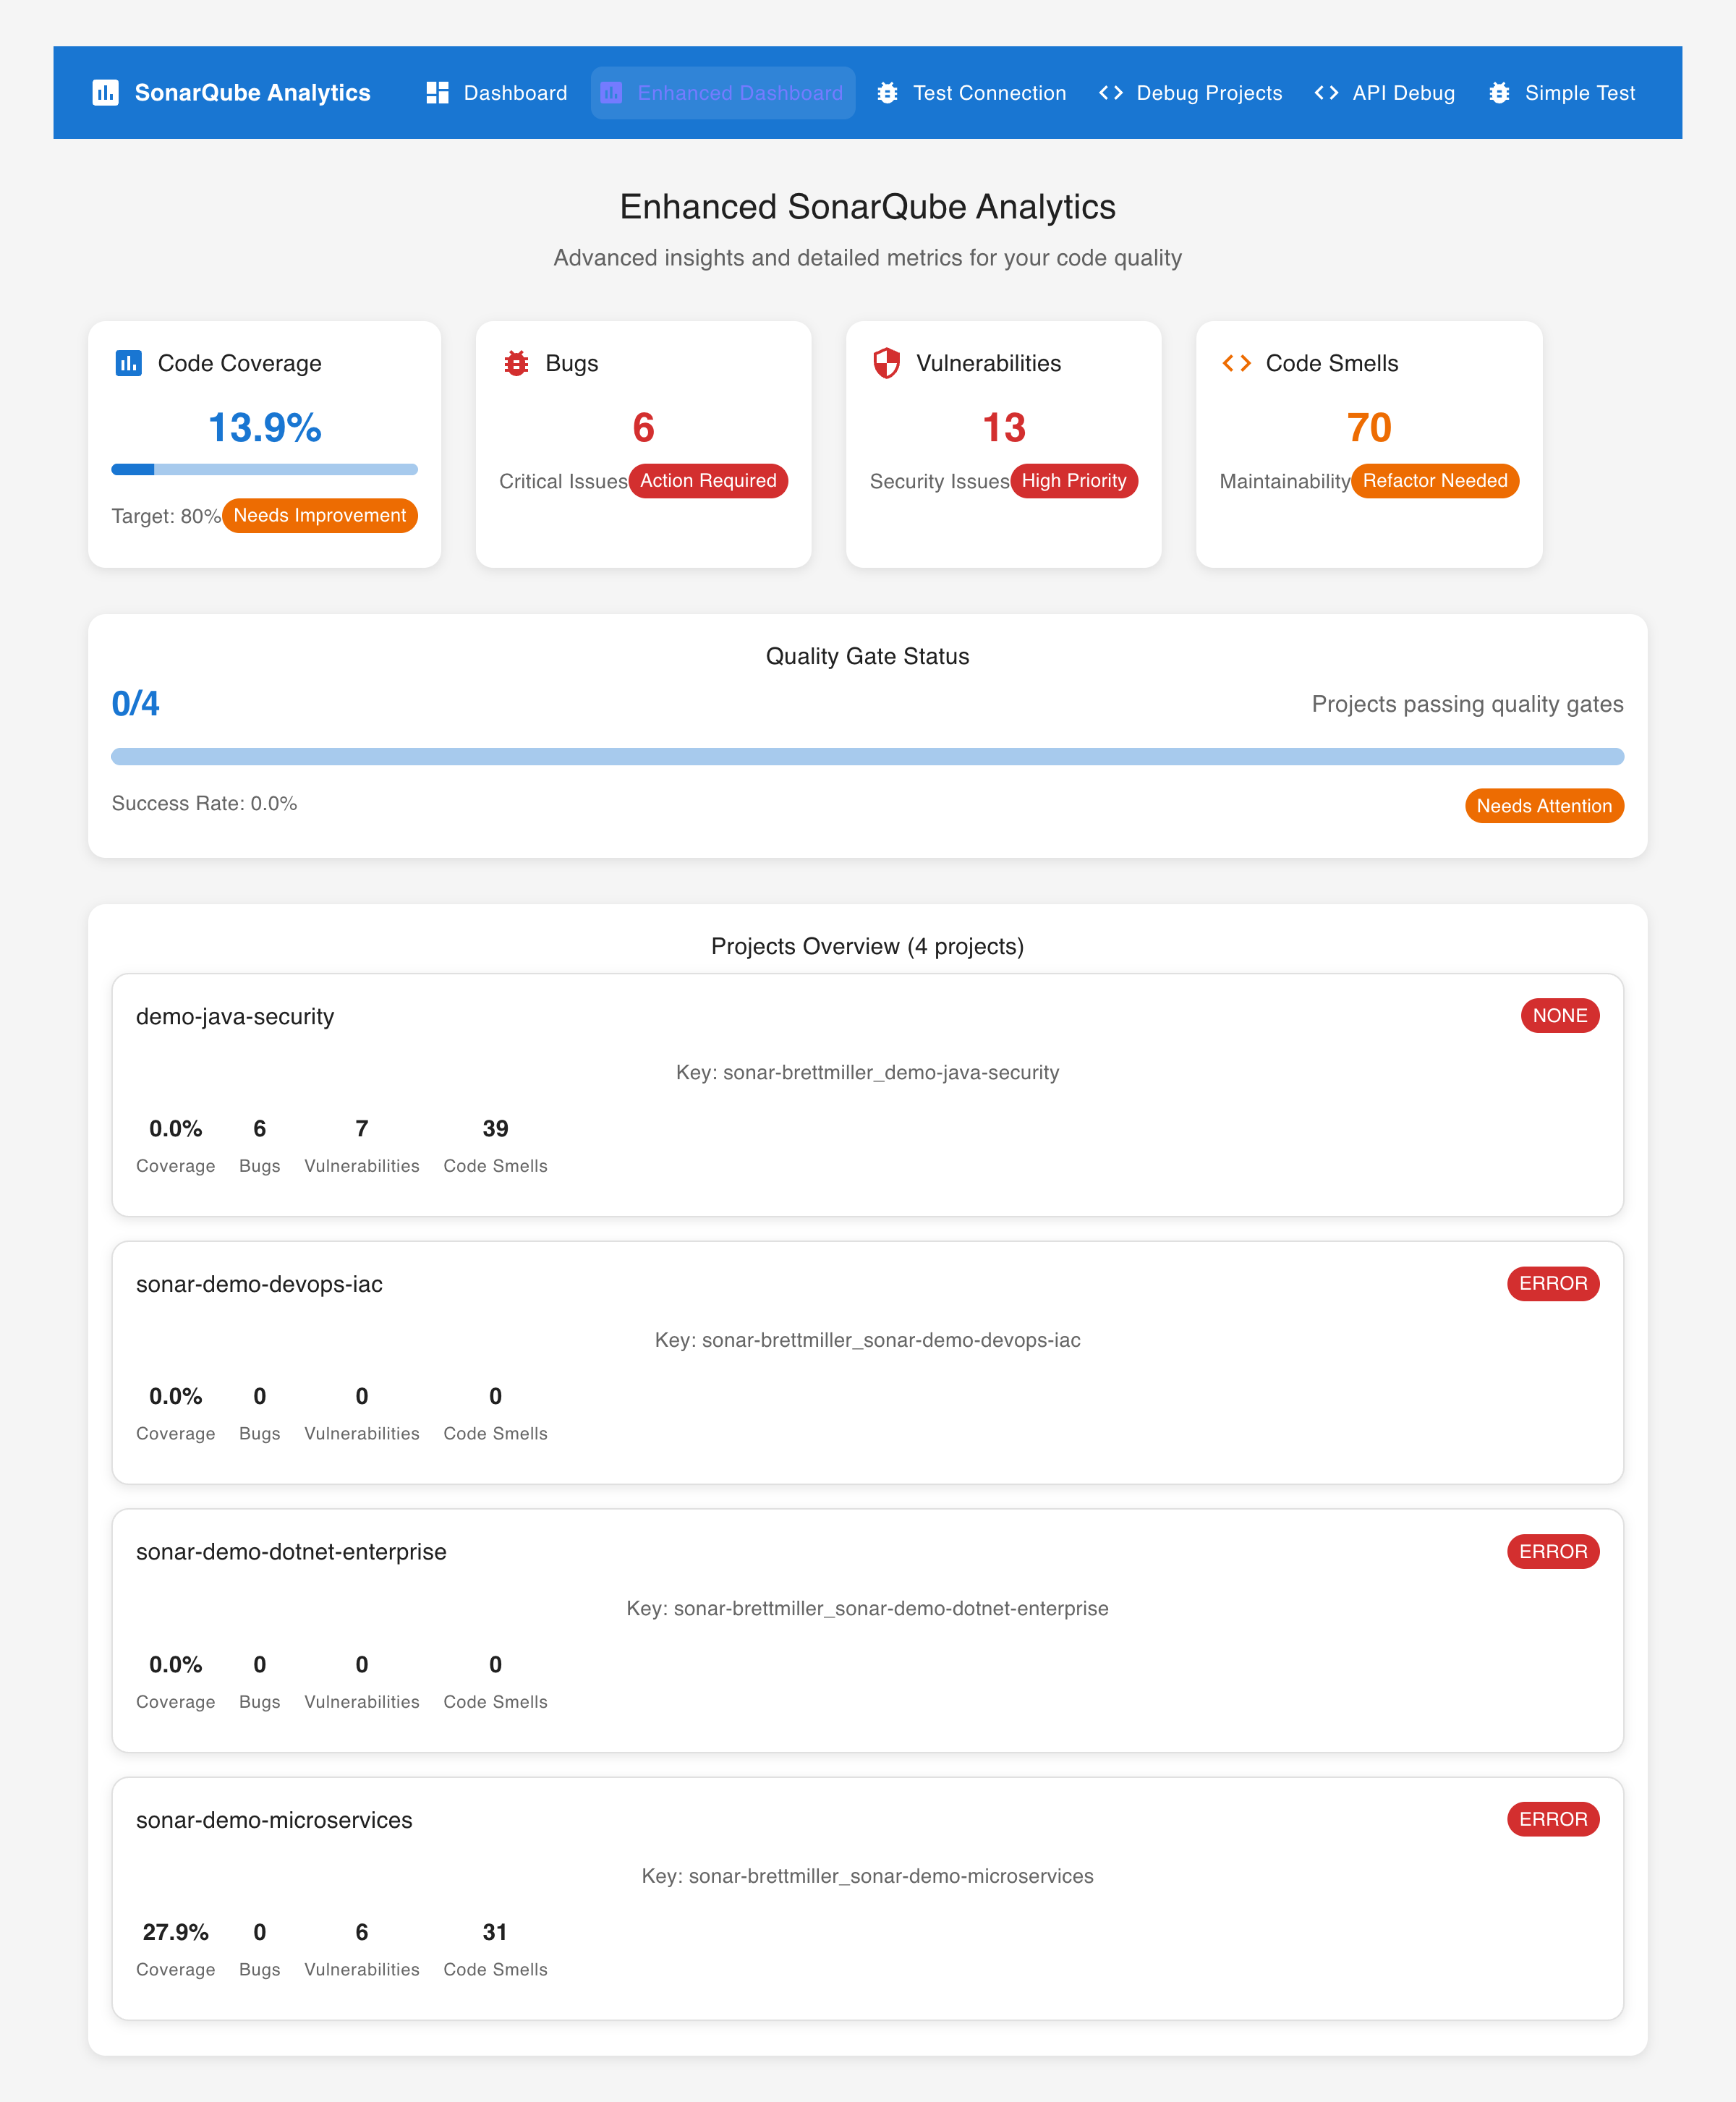 SonarQube Analytics
Dashboard
Enhanced Dashboard
Test Connection
Debug Projects
API Debug
Simple Test
Enhanced SonarQube Analytics
Advanced insights and detailed metrics for your code quality
Code Coverage
13.9%
Target: 80% Needs Improvement
Bugs
6
Critical Issues Action Required
Vulnerabilities
13
Security Issues High Priority
Code Smells
70
Maintainability Refactor Needed
Quality Gate Status
0/4 Projects passing quality gates
Success Rate: 0.0% Needs Attention
Projects Overview (4 projects)
demo-java-security NONE
Key: sonar-brettmiller_demo-java-security
0.0% 6 7 39
Coverage Bugs Vulnerabilities Code Smells
sonar-demo-devops-iac ERROR
Key: sonar-brettmiller_sonar-demo-devops-iac
0.0% 0 0 0
Coverage Bugs Vulnerabilities Code Smells
sonar-demo-dotnet-enterprise ERROR
Key: sonar-brettmiller_sonar-demo-dotnet-enterprise
0.0% 0 0 0
Coverage Bugs Vulnerabilities Code Smells
sonar-demo-microservices ERROR
Key: sonar-brettmiller_sonar-demo-microservices
27.9% 0 6 31
Coverage Bugs Vulnerabilities Code Smells